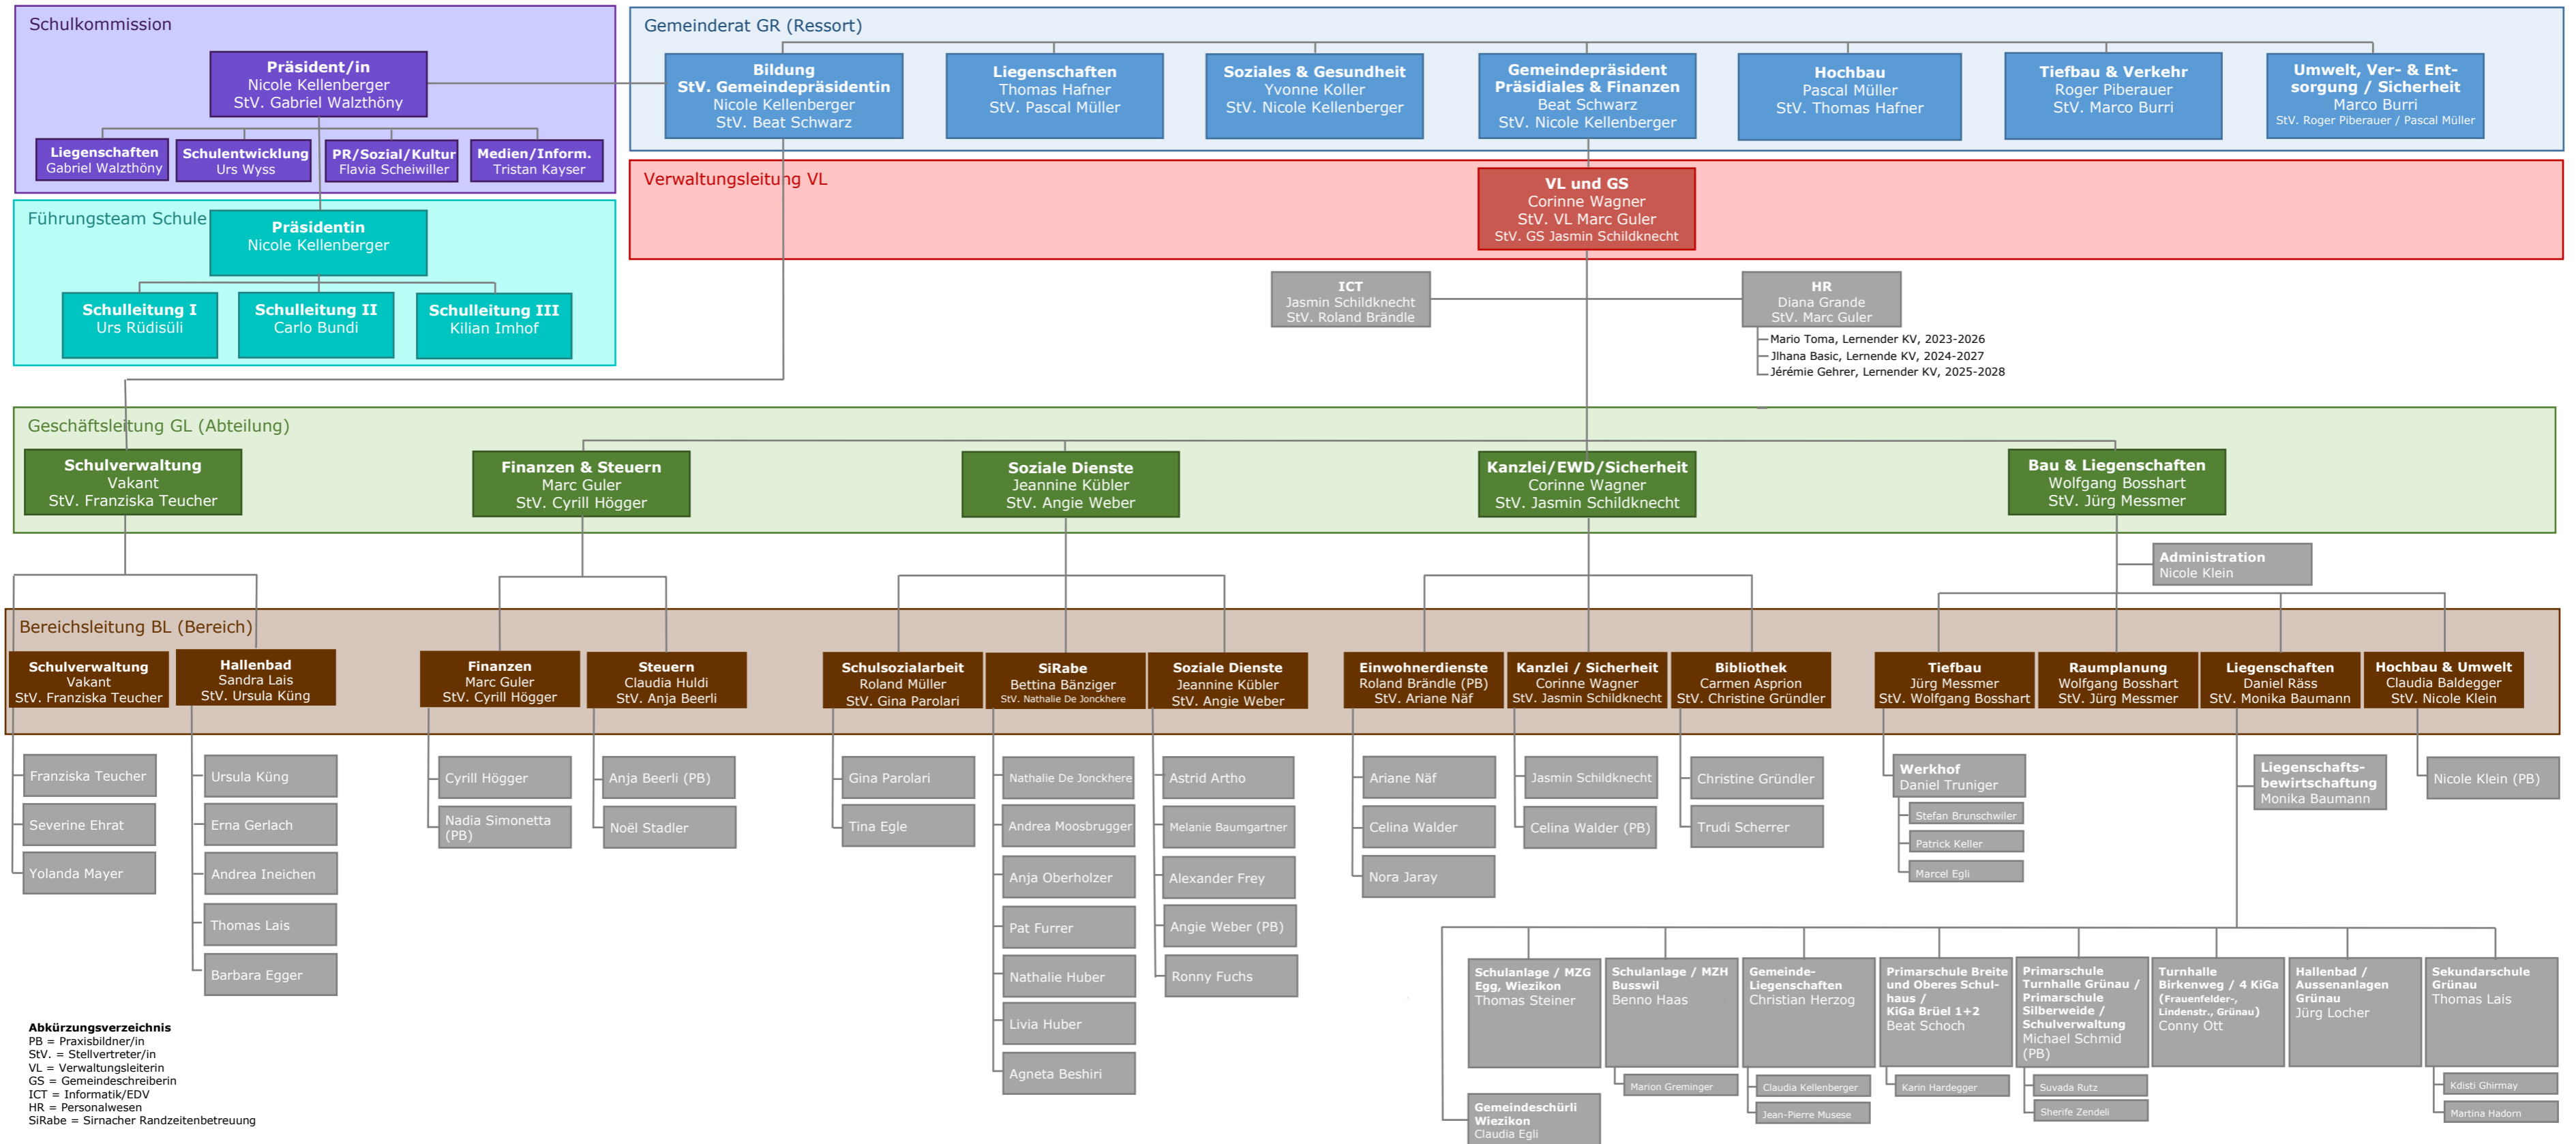 Schulkommission
Präsident/in
Nicole Kellenberger
StV. Gabriel Walzthöny
Liegenschaften
Gabriel Walzthöny
Schulentwicklung
Urs Wyss
PR/Sozial/Kultur
Flavia Scheiwiller
Medien/Inform.
Tristan Kayser
Führungsteam Schule
Präsidentin
Nicole Kellenberger
Schulleitung I
Urs Rüdisüli
Schulleitung II
Carlo Bundi
Schulleitung III
Kilian Imhof
Gemeinderat GR (Ressort)
Bildung
StV. Gemeindepräsidentin
Nicole Kellenberger
StV. Beat Schwarz
Liegenschaften
Thomas Hafner
StV. Pascal Müller
Soziales & Gesundheit
Yvonne Koller
StV. Nicole Kellenberger
Gemeindepräsident
Präsidiales & Finanzen
Beat Schwarz
StV. Nicole Kellenberger
Hochbau
Pascal Müller
StV. Thomas Hafner
Tiefbau & Verkehr
Roger Piberauer
StV. Marco Burri
Umwelt, Ver- & Ent-
sorgung / Sicherheit
Marco Burri
StV. Roger Piberauer / Pascal Müller
Verwaltungsleitung VL
VL und GS
Corinne Wagner
StV. VL Marc Guler
StV. GS Jasmin Schildknecht
ICT
Jasmin Schildknecht
StV. Roland Brändle
HR
Diana Grande
StV. Marc Guler
Mario Toma, Lernender KV, 2023-2026
Jlhana Basic, Lernende KV, 2024-2027
Jérémie Gehrer, Lernender KV, 2025-2028
Geschäftsleitung GL (Abteilung)
Schulverwaltung
Vakant
StV. Franziska Teucher
Finanzen & Steuern
Marc Guler
StV. Cyrill Högger
Soziale Dienste
Jeannine Kübler
StV. Angie Weber
Kanzlei/EWD/Sicherheit
Corinne Wagner
StV. Jasmin Schildknecht
Bau & Liegenschaften
Wolfgang Bosshart
StV. Jürg Messmer
Administration
Nicole Klein
Bereichsleitung BL (Bereich)
Schulverwaltung
Vakant
StV. Franziska Teucher
Hallenbad
Sandra Lais
StV. Ursula Küng
Finanzen
Marc Guler
StV. Cyrill Högger
Steuern
Claudia Huldi
StV. Anja Beerli
Schulsozialarbeit
Roland Müller
StV. Gina Parolari
SiRabe
Bettina Bänziger
StV. Nathalie De Jonckhere
Soziale Dienste
Jeannine Kübler
StV. Angie Weber
Einwohnerdienste
Roland Brändle (PB)
StV. Ariane Näf
Kanzlei / Sicherheit
Corinne Wagner
StV. Jasmin Schildknecht
Bibliothek
Carmen Asprion
StV. Christine Gründler
Tiefbau
Jürg Messmer
StV. Wolfgang Bosshart
Raumplanung
Wolfgang Bosshart
StV. Jürg Messmer
Liegenschaften
Daniel Räss
StV. Monika Baumann
Hochbau & Umwelt
Claudia Baldegger
StV. Nicole Klein
Franziska Teucher
Severine Ehrat
Yolanda Mayer
Ursula Küng
Erna Gerlach
Andrea Ineichen
Thomas Lais
Barbara Egger
Cyrill Högger
Nadia Simonetta
(PB)
Anja Beerli (PB)
Noël Stadler
Gina Parolari
Tina Egle
Nathalie De Jonckhere
Andrea Moosbrugger
Anja Oberholzer
Pat Furrer
Nathalie Huber
Livia Huber
Agneta Beshiri
Astrid Artho
Melanie Baumgartner
Alexander Frey
Angie Weber (PB)
Ronny Fuchs
Ariane Näf
Celina Walder
Nora Jaray
Jasmin Schildknecht
Celina Walder (PB)
Christine Gründler
Trudi Scherrer
Werkhof
Daniel Truniger
Stefan Brunschwiler
Patrick Keller
Marcel Egli
Liegenschafts-
bewirtschaftung
Monika Baumann
Nicole Klein (PB)
Schulanlage / MZG
Egg, Wiezikon
Thomas Steiner
Gemeindeschürli
Wiezikon
Claudia Egli
Schulanlage / MZH
Busswil
Benno Haas
Marion Greminger
Gemeinde-
Liegenschaften
Christian Herzog
Claudia Kellenberger
Jean-Pierre Musese
Primarschule Breite
und Oberes Schul-
haus /
KiGa Brüel 1+2
Beat Schoch
Karin Hardegger
Primarschule
Turnhalle Grünau /
Primarschule
Silberweide /
Schulverwaltung
Michael Schmid
(PB)
Suvada Rutz
Sherife Zendeli
Turnhalle
Birkenweg / 4 KiGa
(Frauenfelder-,
Lindenstr., Grünau)
Conny Ott
Hallenbad /
Aussenanlagen
Grünau
Jürg Locher
Sekundarschule
Grünau
Thomas Lais
Kdisti Ghirmay
Martina Hadorn
Abkürzungsverzeichnis
PB = Praxisbildner/in
StV. = Stellvertreter/in
VL = Verwaltungsleiterin
GS = Gemeindeschreiberin
ICT = Informatik/EDV
HR = Personalwesen
SiRabe = Sirnacher Randzeitenbetreuung